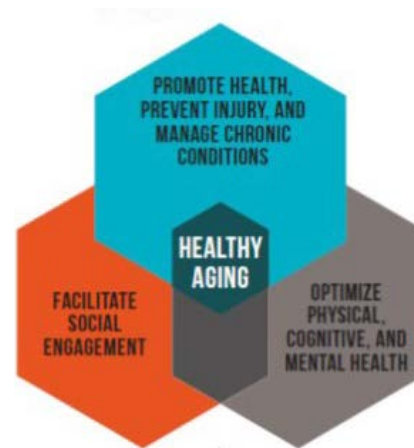 PROMOTE HEALTH,
PREVENT INJURY, AND
MANAGE CHRONIC
CONDITIONS
HEALTHY
AGING
FACILITATE
SOCIAL
ENGAGEMENT
OPTIMIZE
PHYSICAL,
COGNITIVE, AND
MENTAL HEALTH